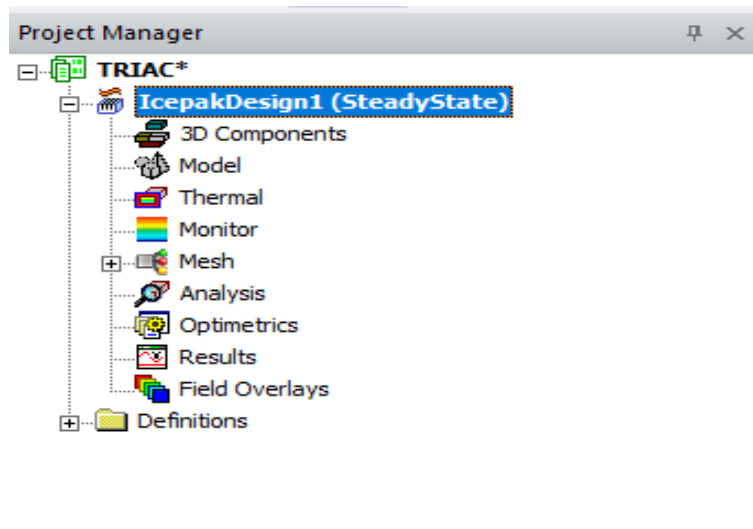 Project Manager
TRIAC*
IcepakDesign1 (SteadyState)
3D Components
Model
Thermal
Monitor
Mesh
Analysis
Optimetrics
Results
Field Overlays
Definitions